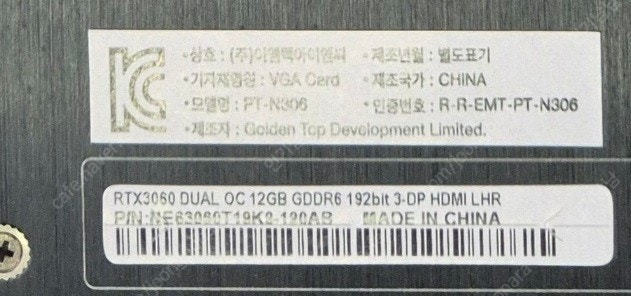 •상호 : (주)이엠텍아이엔씨 •제조년월 : 별도표기
•기자재명칭 : VGA Card •제조국가 : CHINA
•모델명 : PT-N306 •인증번호 : R-R-EMT-PT-N306
•제조자 : Golden Top Development Limited.
RTX3060 DUAL OC 12GB GDDR6 192bit 3-DP HDMI LHR
P/N:NE63060T19K9-190AB MADE IN CHINA